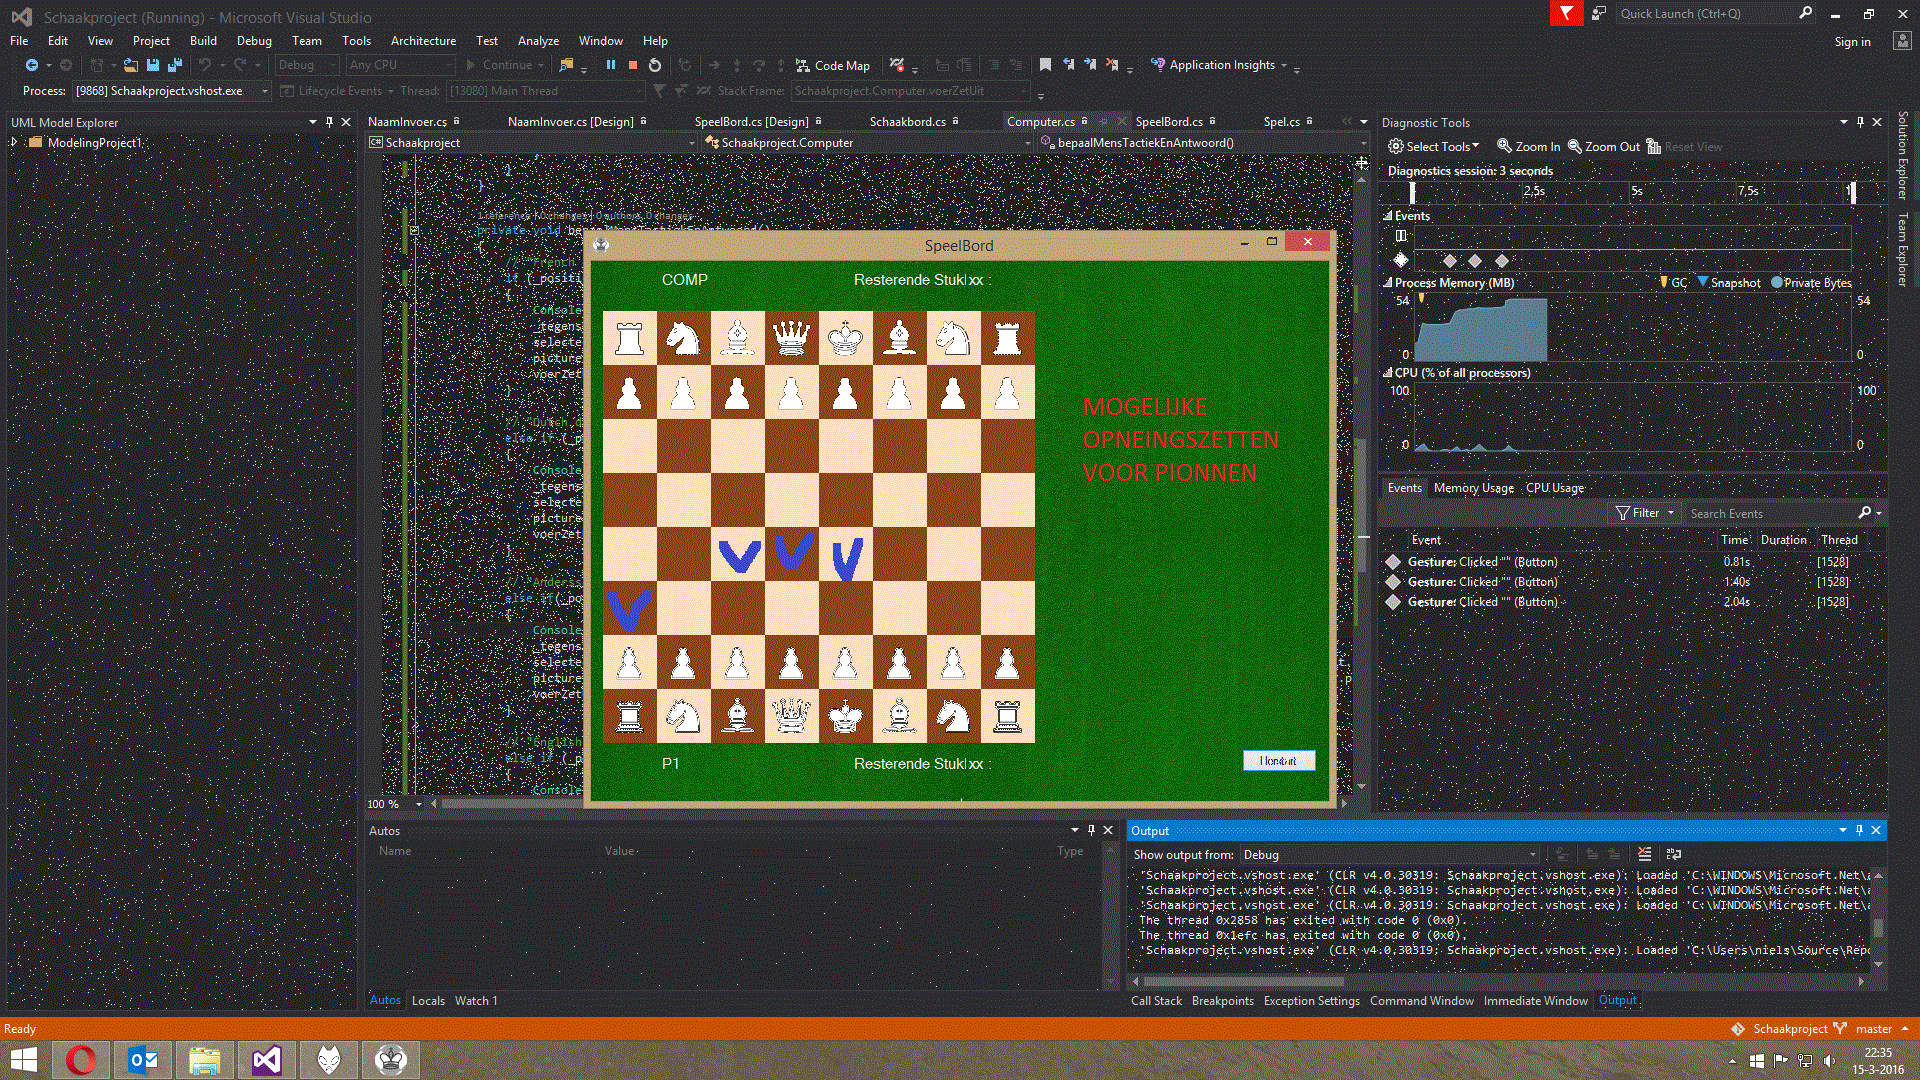 Schaakproject (Running) - Microsoft Visual Studio
Quick Launch (Ctrl+Q)
File Edit View Project Build Debug Team Tools Architecture Test Analyze Window Help
Sign in
Debug Any CPU Continue Code Map Application Insights
Process: [9868] Schaakproject.vshost.exe Lifecycle Events Thread: [13080] Main Thread Stack Frame: Schaakproject.Computer.voerZetUit
UML Model Explorer
ModelingProject1
NaamInvoer.cs NaamInvoer.cs [Design] SpeelBord.cs [Design] Schaakbord.cs Computer.cs SpeelBord.cs Spel.cs
Schaakproject Schaakproject.Computer bepaalMensTactiekEnAntwoord()
1 reference | 0 changes | 0 authors, 0 changes
private void
SpeelBord
COMP Resterende Stuk
P1 Resterende Stuk
MOGELIJKE
OPNEINGSZETTEN
VOOR PIONNEN
100 %
Diagnostic Tools
Select Tools Zoom In Zoom Out Reset View
Diagnostics session: 3 seconds
2,5s 5s 7,5s
Events
Process Memory (MB) GC Snapshot Private Bytes
54 54
0 0
CPU (% of all processors)
100 100
0 0
Events Memory Usage CPU Usage
Filter Search Events
Event Time Duration Thread
Gesture: Clicked "" (Button) 0.81s [1528]
Gesture: Clicked "" (Button) 1.40s [1528]
Gesture: Clicked "" (Button) 2.04s [1528]
Solution Explorer
Team Explorer
Autos
Name Value Type
Autos Locals Watch 1
Output
Show output from: Debug
'Schaakproject.vshost.exe' (CLR v4.0.30319: Schaakproject.vshost.exe): Loaded 'C:\WINDOWS\Microsoft.Net\a
'Schaakproject.vshost.exe' (CLR v4.0.30319: Schaakproject.vshost.exe): Loaded 'C:\WINDOWS\Microsoft.Net\a
'Schaakproject.vshost.exe' (CLR v4.0.30319: Schaakproject.vshost.exe): Loaded 'C:\WINDOWS\Microsoft.Net\a
The thread 0x2858 has exited with code 0 (0x0).
The thread 0x1efc has exited with code 0 (0x0).
'Schaakproject.vshost.exe' (CLR v4.0.30319: Schaakproject.vshost.exe): Loaded 'C:\Users\niels\Source\Repo
Call Stack Breakpoints Exception Settings Command Window Immediate Window Output
Ready
Schaakproject master
22:35
15-3-2016